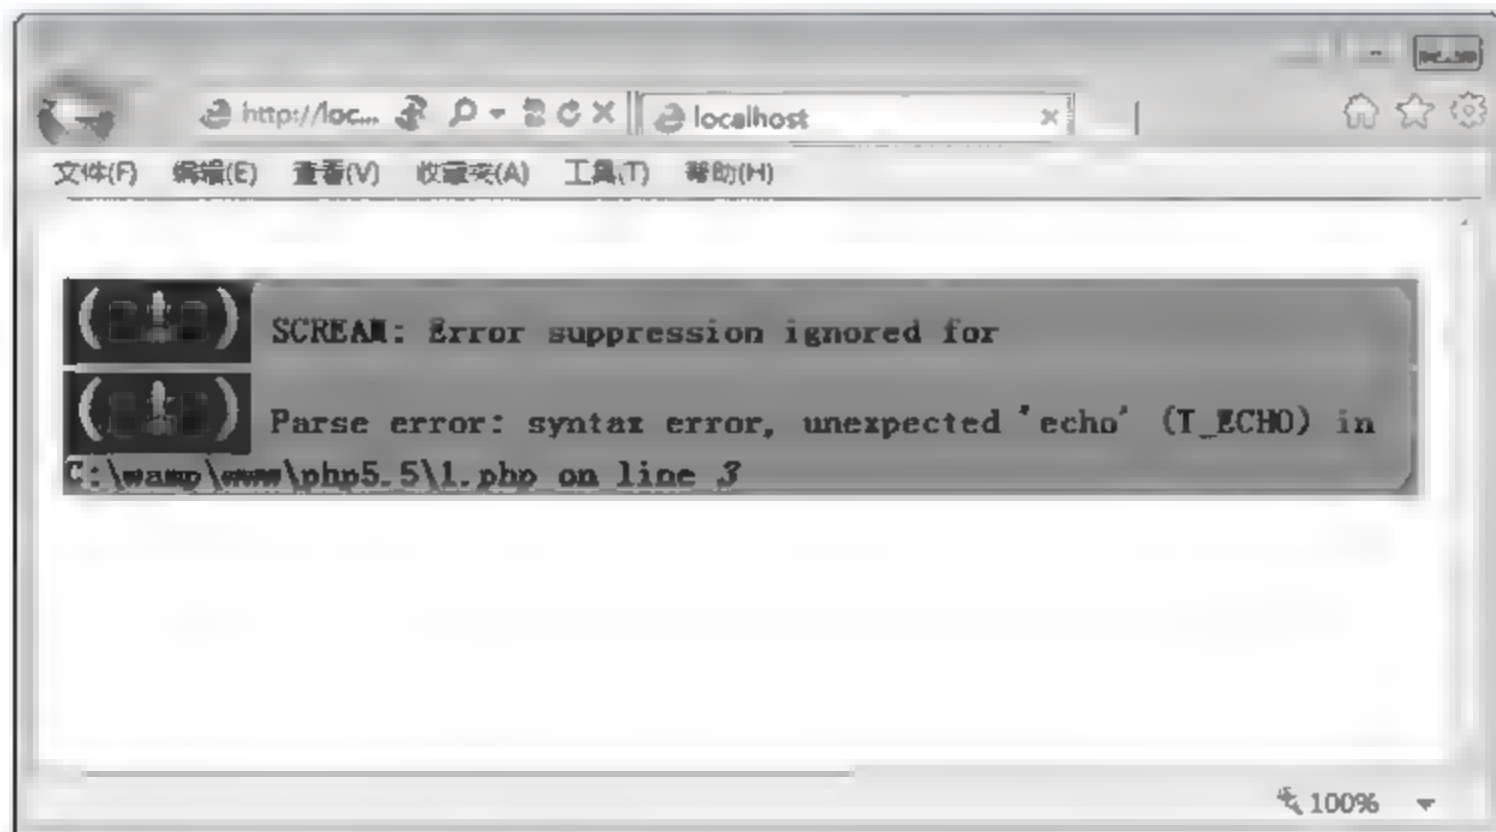 http://loc...
localhost
文件(F) 编辑(E) 查看(V) 收藏夹(A) 工具(T) 帮助(H)
SCREAM: Error suppression ignored for
Parse error: syntax error, unexpected 'echo' (T_ECHO) in
C:\wamp\www\php5.5\1.php on line 3
100%